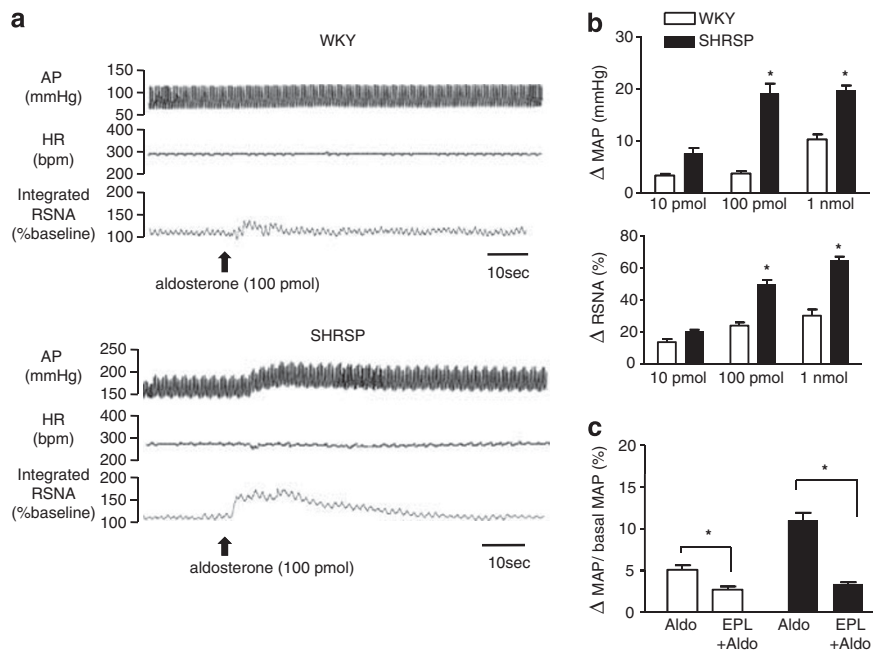 a
WKY
AP
(mmHg)
150
100
50
HR
(bpm)
400
300
200
Integrated
RSNA
(%baseline)
200
150
100
aldosterone (100 pmol)
10sec
SHRSP
AP
(mmHg)
250
200
150
HR
(bpm)
400
300
200
Integrated
RSNA
(%baseline)
200
150
100
aldosterone (100 pmol)
10sec
b
WKY
SHRSP
Δ MAP (mmHg)
30
20
10
0
* *
10 pmol 100 pmol 1 nmol
Δ RSNA (%)
80
60
40
20
0
* *
10 pmol 100 pmol 1 nmol
c
Δ MAP/ basal MAP (%)
20
15
10
5
0
* *
Aldo EPL Aldo EPL
+Aldo +Aldo